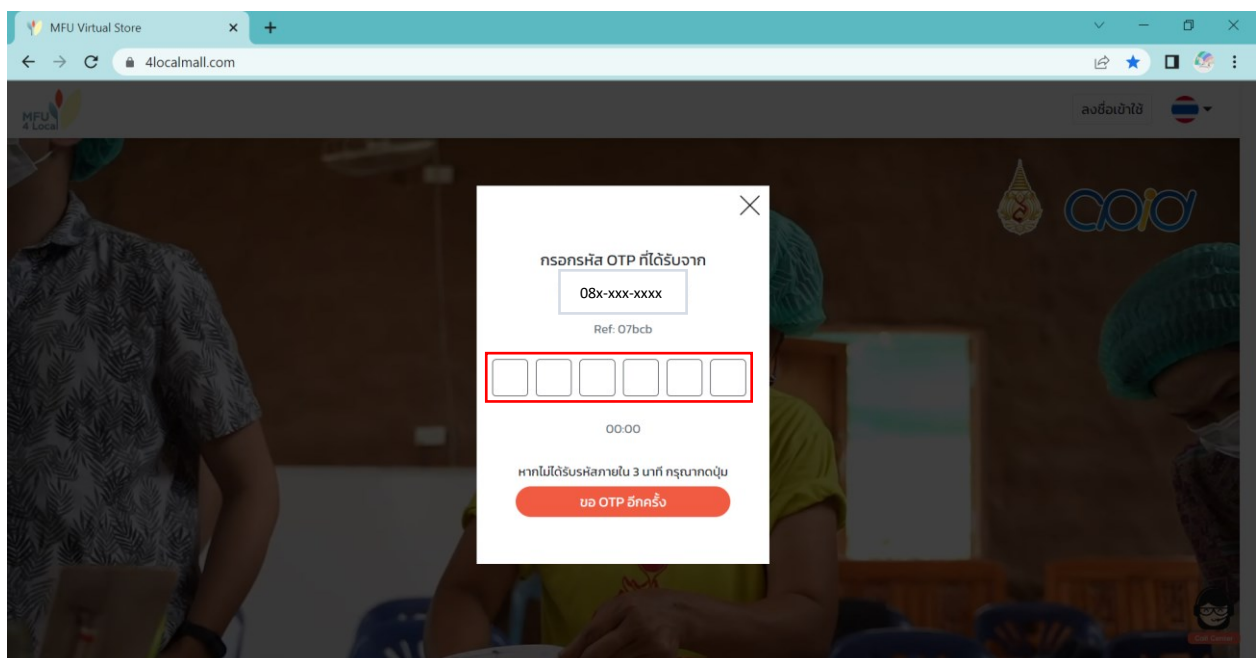 MFU Virtual Store
4localmall.com
MFU
4 Local
ลงชื่อเข้าใช้
COiD
กรอกรหัส OTP ที่ได้รับจาก
08x-xxx-xxxx
Ref: 07bcb
00:00
หากไม่ได้รับรหัสภายใน 3 นาที กรุณากดปุ่ม
ขอ OTP อีกครั้ง
Call Center